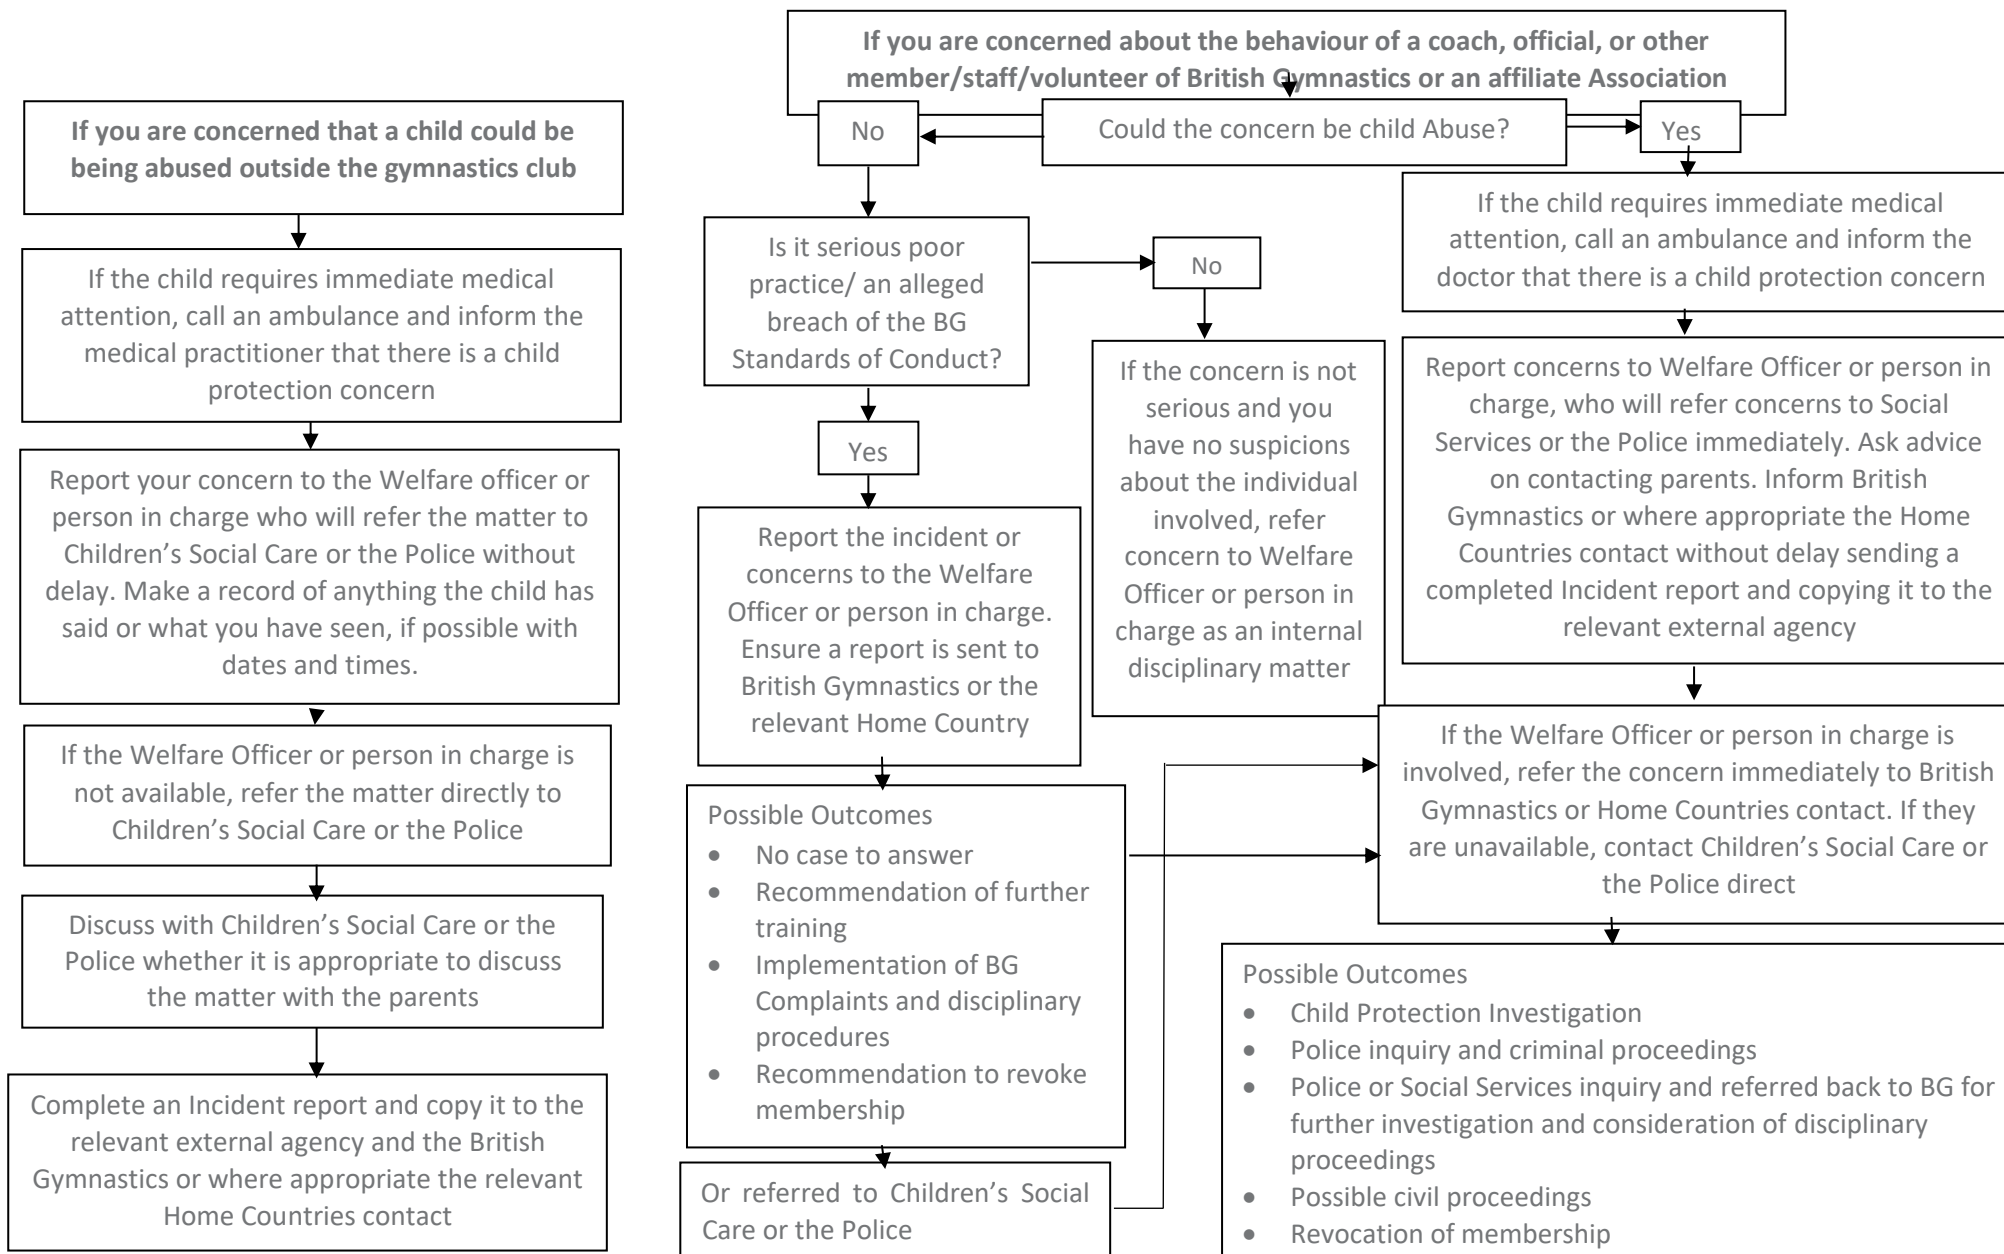 If you are concerned that a child could be
being abused outside the gymnastics club
If the child requires immediate medical
attention, call an ambulance and inform the
medical practitioner that there is a child
protection concern
Report your concern to the Welfare officer or
person in charge who will refer the matter to
Children’s Social Care or the Police without
delay. Make a record of anything the child has
said or what you have seen, if possible with
dates and times.
If the Welfare Officer or person in charge is
not available, refer the matter directly to
Children’s Social Care or the Police
Discuss with Children’s Social Care or the
Police whether it is appropriate to discuss
the matter with the parents
Complete an Incident report and copy it to the
relevant external agency and the British
Gymnastics or where appropriate the relevant
Home Countries contact
If you are concerned about the behaviour of a coach, official, or other
member/staff/volunteer of British Gymnastics or an affiliate Association
Could the concern be child Abuse?
No
Yes
Is it serious poor
practice/ an alleged
breach of the BG
Standards of Conduct?
No
Yes
If the concern is not
serious and you
have no suspicions
about the individual
involved, refer
concern to Welfare
Officer or person in
charge as an internal
disciplinary matter
Report the incident or
concerns to the Welfare
Officer or person in charge.
Ensure a report is sent to
British Gymnastics or the
relevant Home Country
Possible Outcomes
• No case to answer
• Recommendation of further
training
• Implementation of BG
Complaints and disciplinary
procedures
• Recommendation to revoke
membership
Or referred to Children’s Social
Care or the Police
If the child requires immediate medical
attention, call an ambulance and inform the
doctor that there is a child protection concern
Report concerns to Welfare Officer or person in
charge, who will refer concerns to Social
Services or the Police immediately. Ask advice
on contacting parents. Inform British
Gymnastics or where appropriate the Home
Countries contact without delay sending a
completed Incident report and copying it to the
relevant external agency
If the Welfare Officer or person in charge is
involved, refer the concern immediately to British
Gymnastics or Home Countries contact. If they
are unavailable, contact Children’s Social Care or
the Police direct
Possible Outcomes
• Child Protection Investigation
• Police inquiry and criminal proceedings
• Police or Social Services inquiry and referred back to BG for
further investigation and consideration of disciplinary
proceedings
• Possible civil proceedings
• Revocation of membership